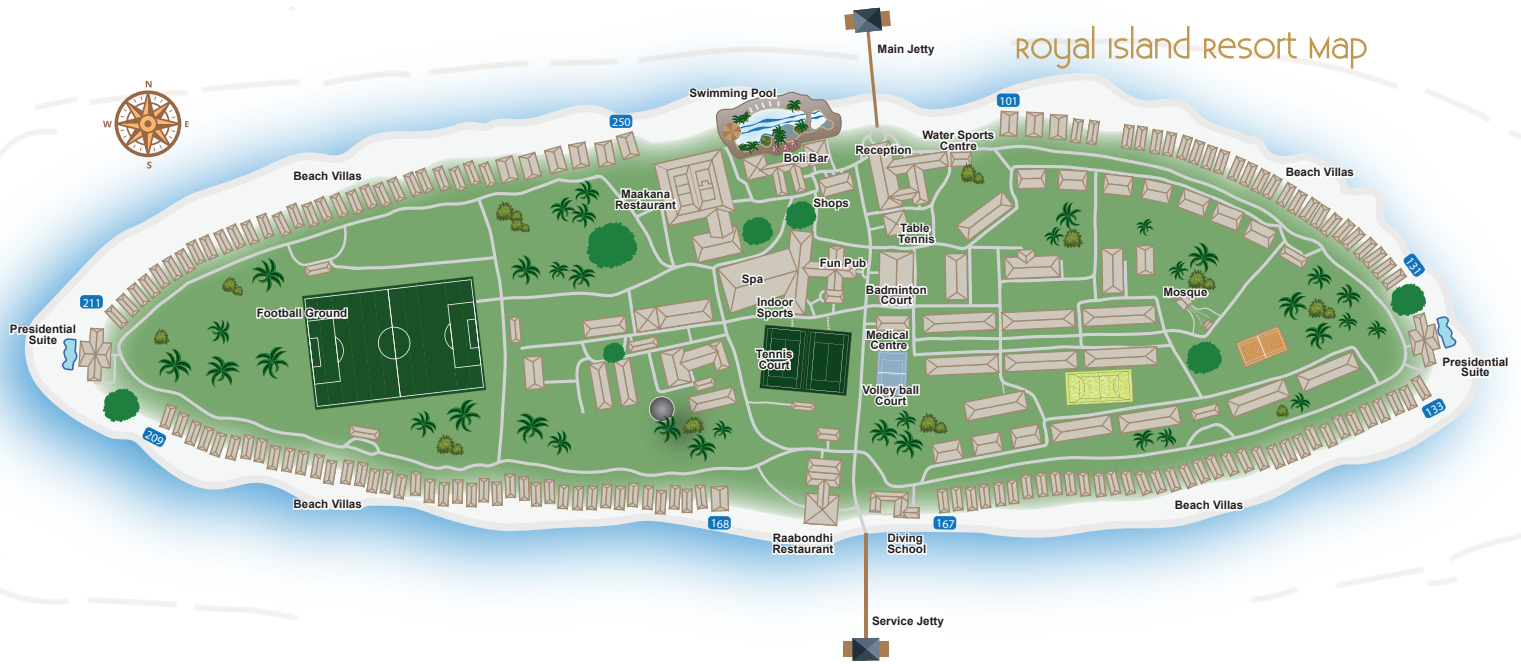 Royal Island Resort Map
Main Jetty
N
W
E
S
Swimming Pool
250
101
Water Sports
Centre
Reception
Boli Bar
Beach Villas
Beach Villas
Maakana
Restaurant
Shops
Table
Tennis
Fun Pub
Spa
131
Badminton
Court
Mosque
211
Indoor
Sports
Football Ground
Presidential
Suite
Medical
Centre
Tennis
Court
Presidential
Suite
Volley ball
Court
133
209
Beach Villas
Beach Villas
168
167
Raabondhi
Restaurant
Diving
School
Service Jetty